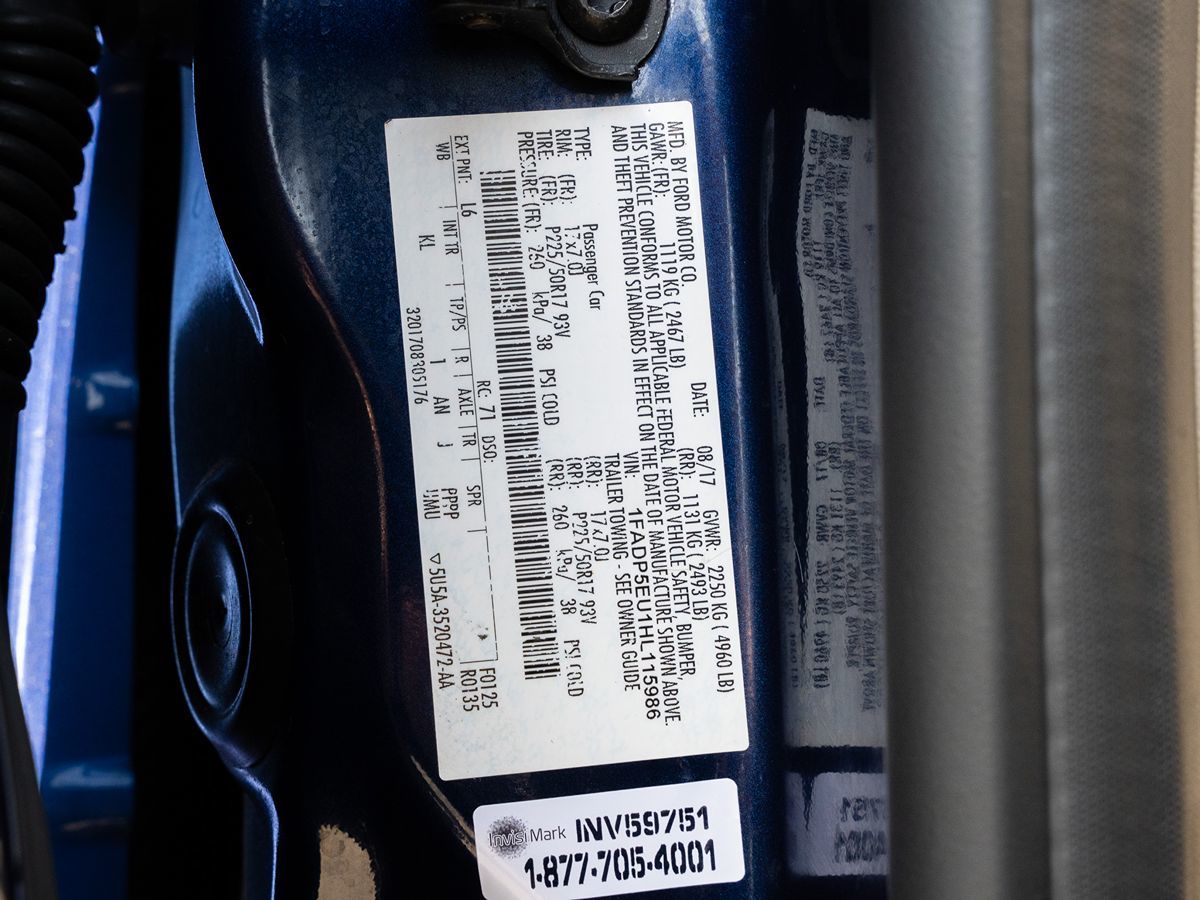 MFD. BY FORD MOTOR CO. DATE: 08/17 GVWR: 2250 KG ( 4960 LB)
GAWR: (FR): 1119 KG ( 2467 LB) (RR): 1131 KG ( 2493 LB)
THIS VEHICLE CONFORMS TO ALL APPLICABLE FEDERAL MOTOR VEHICLE SAFETY, BUMPER,
AND THEFT PREVENTION STANDARDS IN EFFECT ON THE DATE OF MANUFACTURE SHOWN ABOVE.
VIN: 1FADP5EU1HL115986
TYPE: Passenger Car TRAILER TOWING - SEE OWNER GUIDE
RIM: (FR): 17x7.0J (RR): 17x7.0J
TIRE: (FR): P225/50R17 93V (RR): P225/50R17 93V
PRESSURE: (FR): 260 kPa/ 38 PSI COLD (RR): 260 kPa/ 38 PSI COLD
RC: 71 DSO: F0125
EXT PNT: L6 R0135
WB INT TR TP/PS R AXLE TR SPR
KL 1 AN J PPPP
3201708305176 UMU ▽5U5A-3520472-AA
InvisiMark INV59751
1-877-705-4001